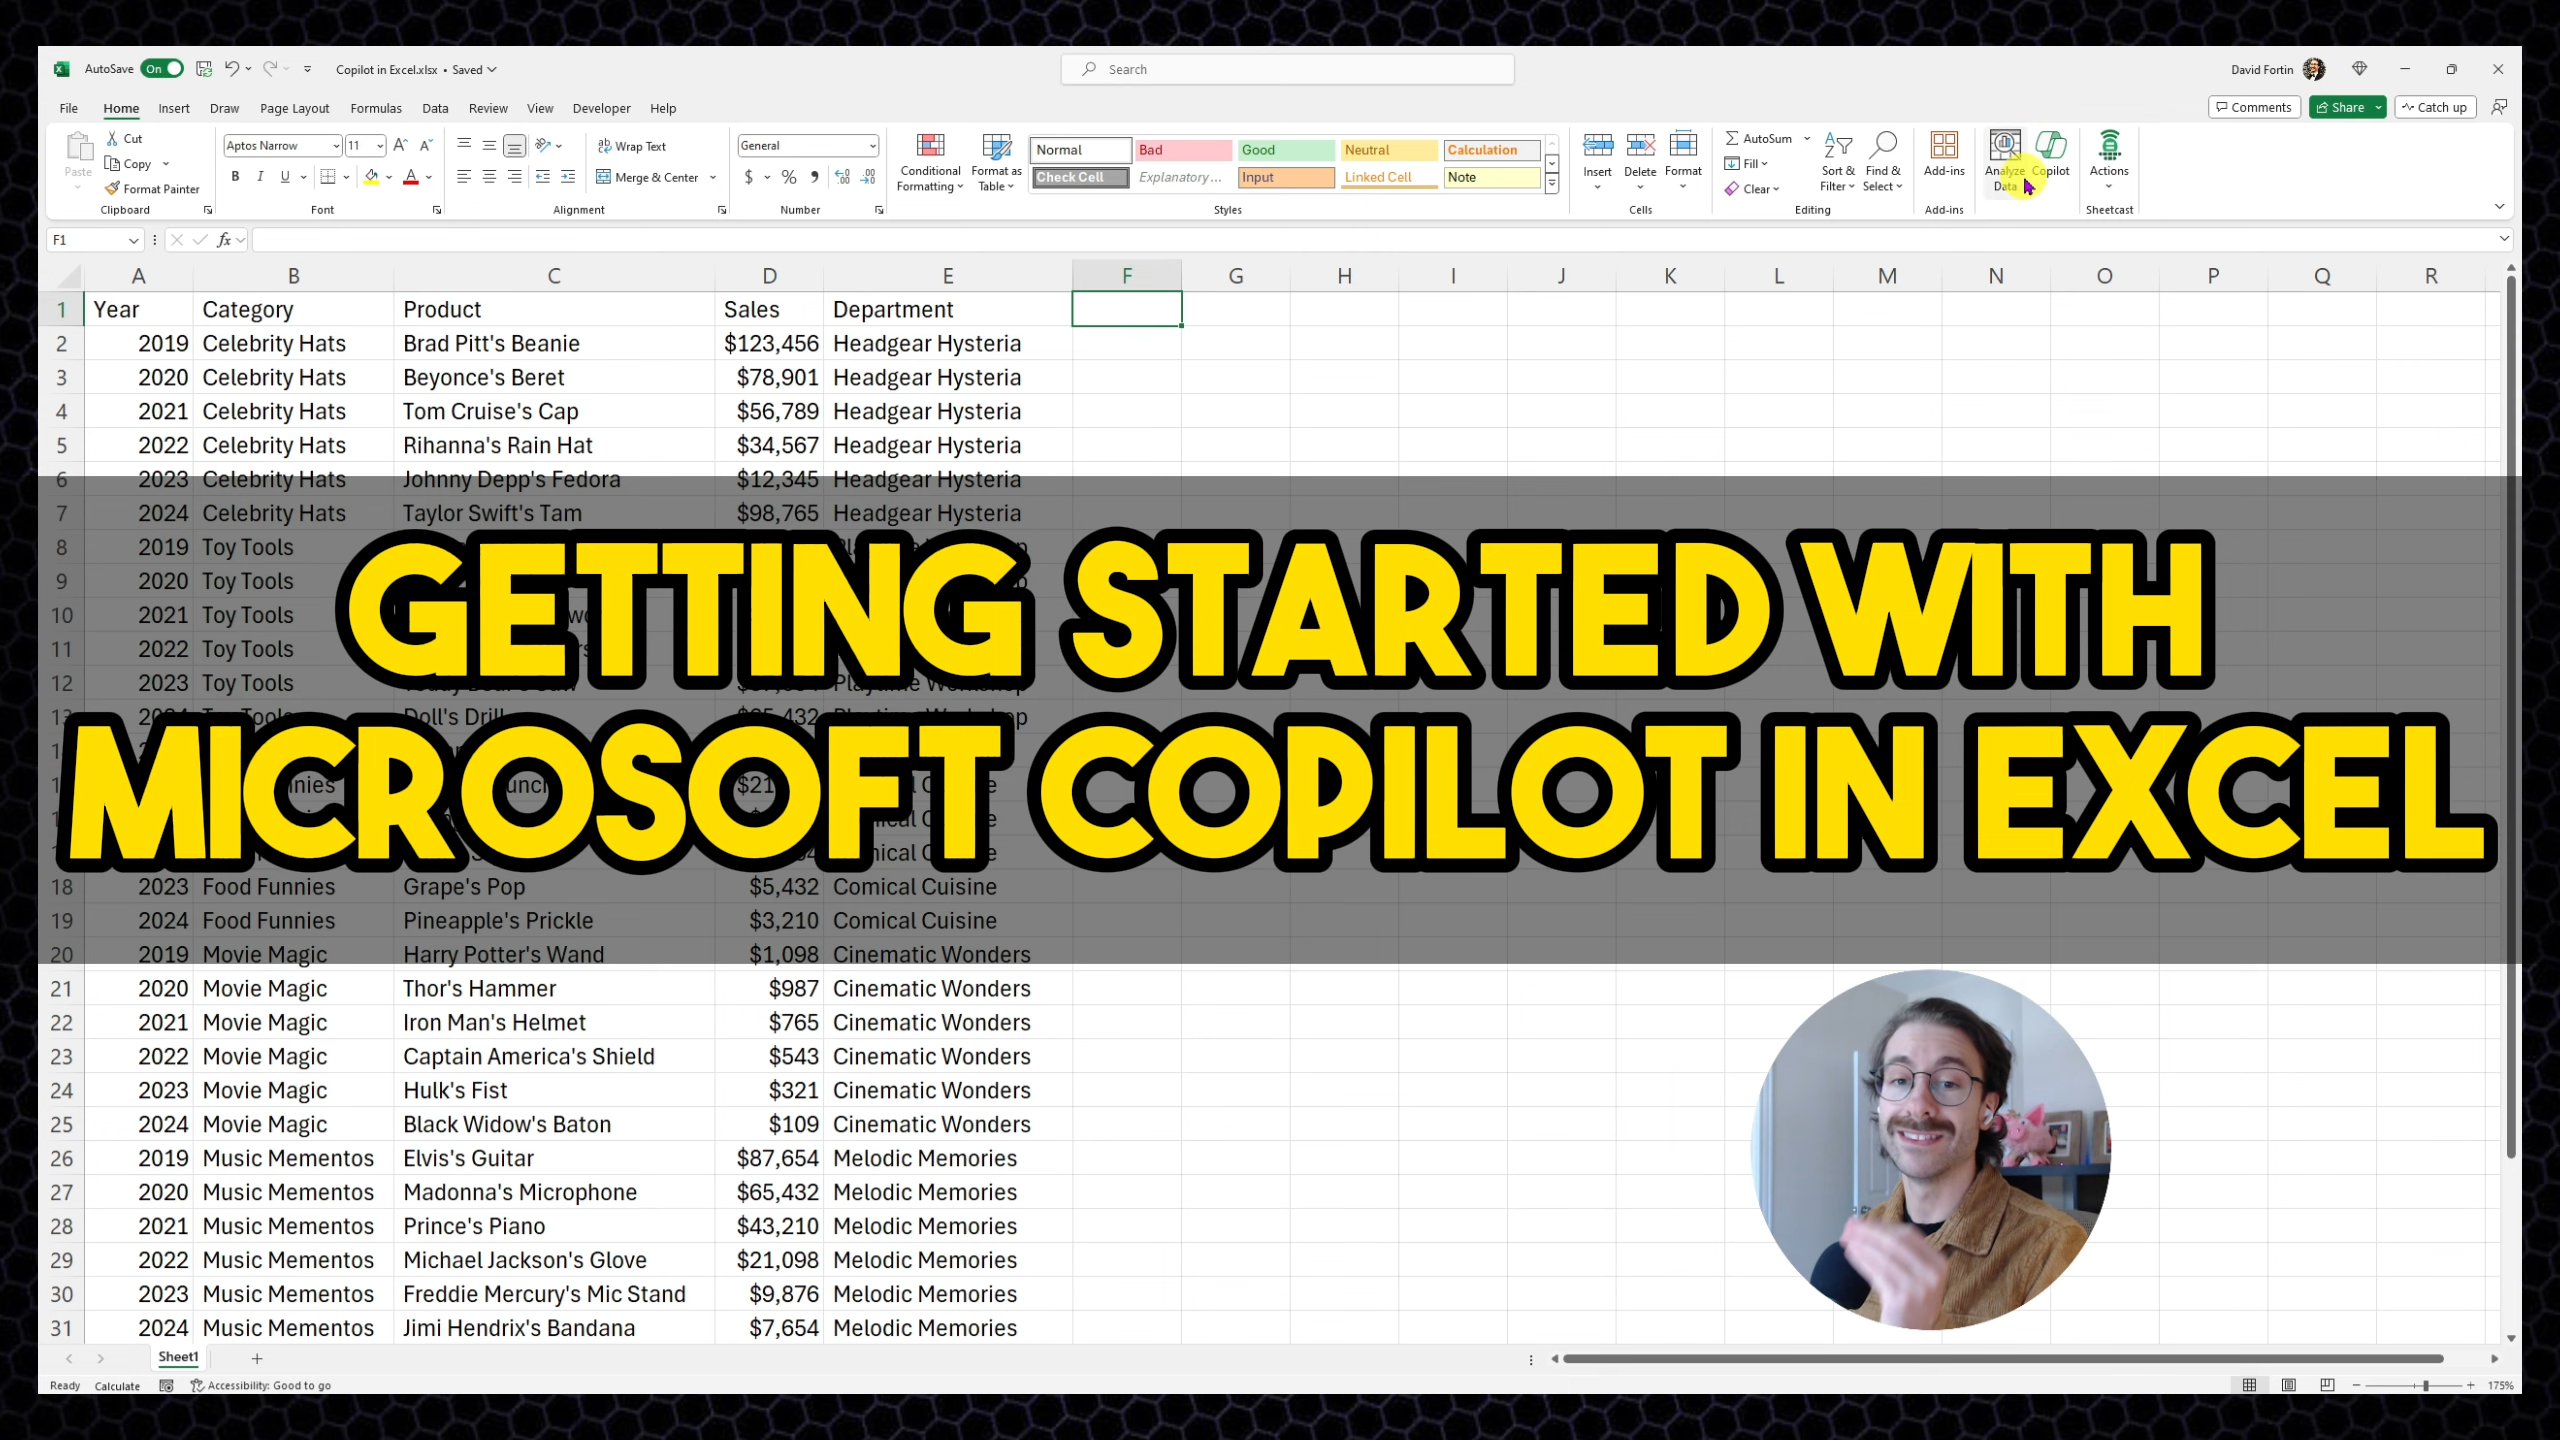 AutoSave On Copilot in Excel.xlsx • Saved Search David Fortin
File Home Insert Draw Page Layout Formulas Data Review View Developer Help Comments Share Catch up
Paste Cut Copy Format Painter Clipboard
Aptos Narrow 11 B I U Font
Wrap Text Merge & Center Alignment
General $ % Number
Conditional Formatting Format as Table
Normal Bad Good Neutral Calculation
Check Cell Explanatory... Input Linked Cell Note
Styles
Insert Delete Format Cells
AutoSum Fill Clear Sort & Filter Find & Select Editing
Add-ins Add-ins
Analyze Data Copilot
Actions Sheetcast
F1 fx
A B C D E F G H I J K L M N O P Q R
1 Year Category Product Sales Department
2 2019 Celebrity Hats Brad Pitt's Beanie $123,456 Headgear Hysteria
3 2020 Celebrity Hats Beyonce's Beret $78,901 Headgear Hysteria
4 2021 Celebrity Hats Tom Cruise's Cap $56,789 Headgear Hysteria
5 2022 Celebrity Hats Rihanna's Rain Hat $34,567 Headgear Hysteria
6 2023 Celebrity Hats Johnny Depp's Fedora $12,345 Headgear Hysteria
7 2024 Celebrity Hats Taylor Swift's Tam $98,765 Headgear Hysteria
8 2019 Toy Tools
9 2020 Toy Tools
10 2021 Toy Tools
11 2022 Toy Tools
12 2023 Toy Tools
GETTING STARTED WITH
Doll's Drill
MICROSOFT COPILOT IN EXCEL
18 2023 Food Funnies Grape's Pop $5,432 Comical Cuisine
19 2024 Food Funnies Pineapple's Prickle $3,210 Comical Cuisine
20 2019 Movie Magic Harry Potter's Wand $1,098 Cinematic Wonders
21 2020 Movie Magic Thor's Hammer $987 Cinematic Wonders
22 2021 Movie Magic Iron Man's Helmet $765 Cinematic Wonders
23 2022 Movie Magic Captain America's Shield $543 Cinematic Wonders
24 2023 Movie Magic Hulk's Fist $321 Cinematic Wonders
25 2024 Movie Magic Black Widow's Baton $109 Cinematic Wonders
26 2019 Music Mementos Elvis's Guitar $87,654 Melodic Memories
27 2020 Music Mementos Madonna's Microphone $65,432 Melodic Memories
28 2021 Music Mementos Prince's Piano $43,210 Melodic Memories
29 2022 Music Mementos Michael Jackson's Glove $21,098 Melodic Memories
30 2023 Music Mementos Freddie Mercury's Mic Stand $9,876 Melodic Memories
31 2024 Music Mementos Jimi Hendrix's Bandana $7,654 Melodic Memories
Sheet1
Ready Calculate Accessibility: Good to go 175%